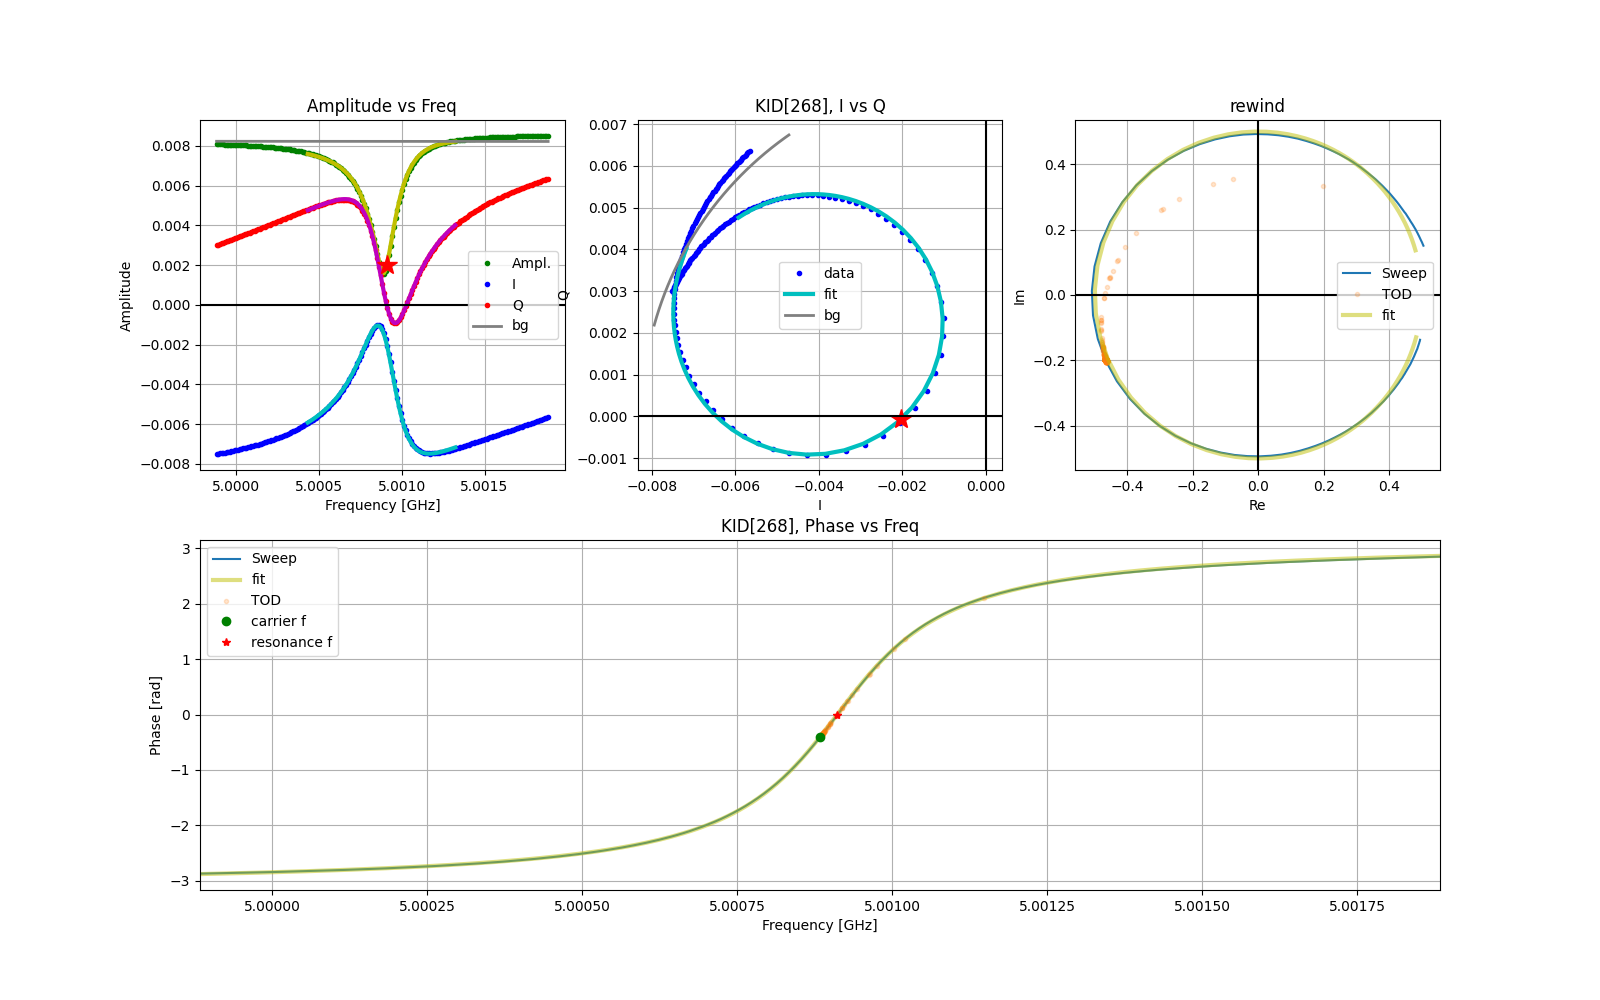 Amplitude vs Freq
Amplitude
0.008
0.006
0.004
0.002
0.000
−0.002
−0.004
−0.006
−0.008
5.0000
5.0005
5.0010
5.0015
Frequency [GHz]
Ampl.
I
Q
bg
KID[268], I vs Q
Q
0.007
0.006
0.005
0.004
0.003
0.002
0.001
0.000
−0.001
−0.008
−0.006
−0.004
−0.002
0.000
I
data
fit
bg
rewind
Im
0.4
0.2
0.0
−0.2
−0.4
−0.4
−0.2
0.0
0.2
0.4
Re
Sweep
TOD
fit
KID[268], Phase vs Freq
Phase [rad]
3
2
1
0
−1
−2
−3
5.00000
5.00025
5.00050
5.00075
5.00100
5.00125
5.00150
5.00175
Frequency [GHz]
Sweep
fit
TOD
carrier f
resonance f